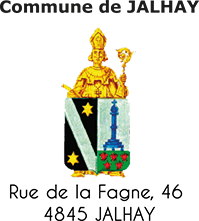 Commune de JALHAY
Rue de la Fagne, 46
4845 JALHAY